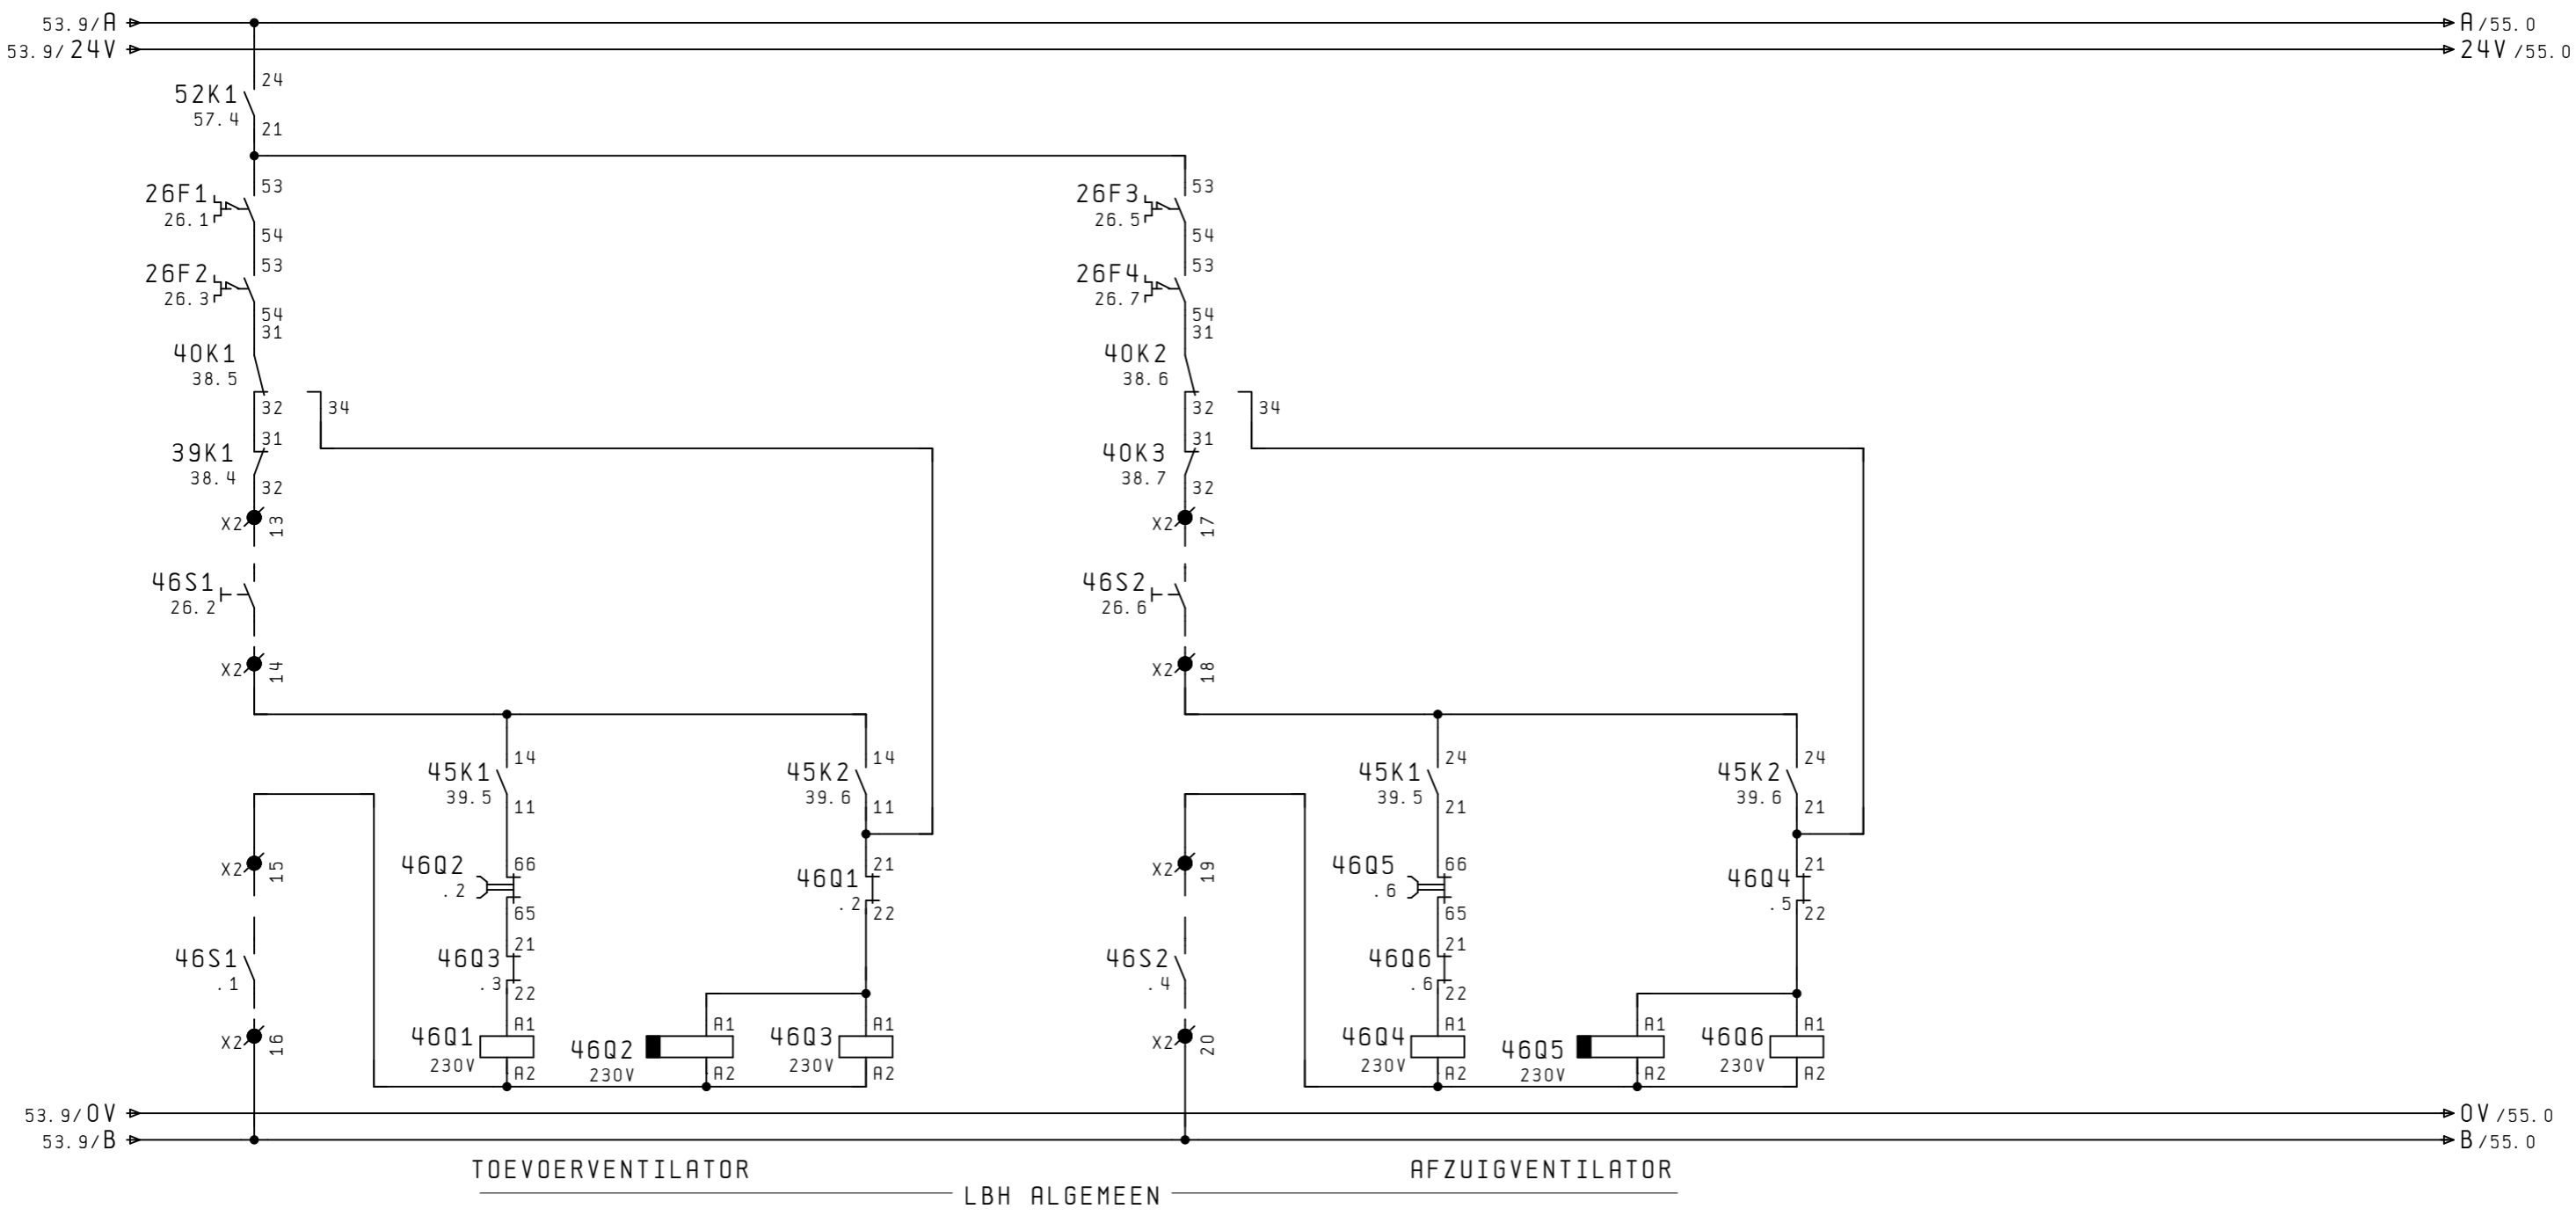 53.9/A A/55.0
53.9/24V 24V/55.0
24
52K1
57.4
21
53 53
26F1 26F3
26.1 26.5
54 54
53 53
26F2 26F4
26.3 26.7
54 54
31 31
40K1 40K2
38.5 38.6
32 34 32 34
31 31
39K1 40K3
38.4 38.7
32 32
X2 13 X2 17
46S1 46S2
26.2 26.6
X2 14 X2 18
14 14 24 24
45K1 45K2 45K1 45K2
39.5 39.6 39.5 39.6
11 11 21 21
X2 15 46Q2 66 21 X2 19 46Q5 66 21
.2 46Q1 .6 46Q4
65 .2 22 65 .5 22
21 21
46S1 46Q3 46S2 46Q6
.1 .3 .4 .6
22 22
A1 A1 A1 A1 A1 A1
X2 16 46Q1 46Q2 46Q3 X2 20 46Q4 46Q5 46Q6
230V 230V 230V 230V 230V 230V
A2 A2 A2 A2 A2 A2
53.9/0V 0V/55.0
53.9/B B/55.0
TOEVOERVENTILATOR AFZUIGVENTILATOR
LBH ALGEMEEN